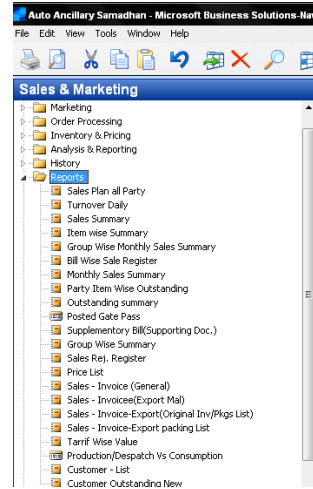 Auto Ancillary Samadhan - Microsoft Business Solutions-Nav
File Edit View Tools Window Help
Sales & Marketing
Marketing
Order Processing
Inventory & Pricing
Analysis & Reporting
History
Reports
Sales Plan all Party
Turnover Daily
Sales Summary
Item wise Summary
Group Wise Monthly Sales Summary
Bill Wise Sale Register
Monthly Sales Summary
Party Item Wise Outstanding
Outstanding summary
Posted Gate Pass
Supplementory Bill(Supporting Doc.)
Group Wise Summary
Sales Rej. Register
Price List
Sales - Invoice (General)
Sales - Invoicee(Export Mal)
Sales - Invoice-Export(Original Inv/Pkgs List)
Sales - Invoice-Export packing List
Tarrif Wise Value
Production/Despatch Vs Consumption
Customer - List
Customer Outstanding New